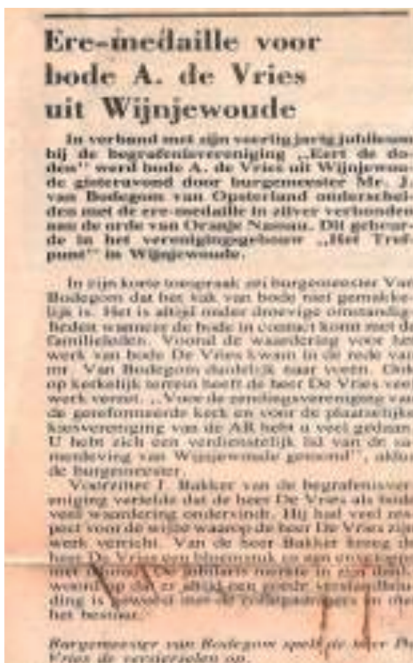 Ere-medaille voor
bode A. de Vries
uit Wijnjewoude
In verband met zijn veertig jarig jubileum
bij de begrafenisvereniging „Eert de do-
den" werd bode A. de Vries uit Wijnjewou-
de gisteravond door burgemeester Mr. J.
van Bodegom van Opsterland onderschei-
den met de ere-medaille in zilver verbonden
aan de orde van Oranje Nassau. Dit gebeur-
de in het verenigingsgebouw „Het Tref-
punt" in Wijnjewoude.
In zijn korte toespraak zei burgemeester Van
Bodegom dat het vak van bode niet gemakke-
lijk is. Het is altijd onder droevige omstandig-
heden wanneer de bode in contact komt met d
familieleden. Vooral de waardering voor het
werk van bode De Vries kwam in de rede van
mr. Van Bodegom duidelijk naar voren. Ook
op kerkelijk terrein heeft de heer De Vries veel
werk verzet. „Voor de zendingsvereniging van
de gereformeerde kerk en voor de plaatselijke
kiesvereniging van de AR hebt u veel gedaan.
U hebt zich een verdienstelijk lid van de sa-
menleving van Wijnjewoude getoond", aldus
de burgemeester.
Voorzitter J. Bakker van de begrafenisver-
eniging vertelde dat de heer De Vries als bode
veel waardering ondervindt. Hij had veel res-
pect voor de wijze waarop de heer De Vries zijn
werk verricht. Van de heer Bakker kreeg de
heer De Vries een bloemstuk en een enveloppe
met inhoud. De jubilaris merkte in zijn dank-
woord op dat er altijd een goede verstandhou-
ding is geweest met de
het bestuur.
Burgemeester van Bodegom speldt de heer De
Vries de versierselen op.